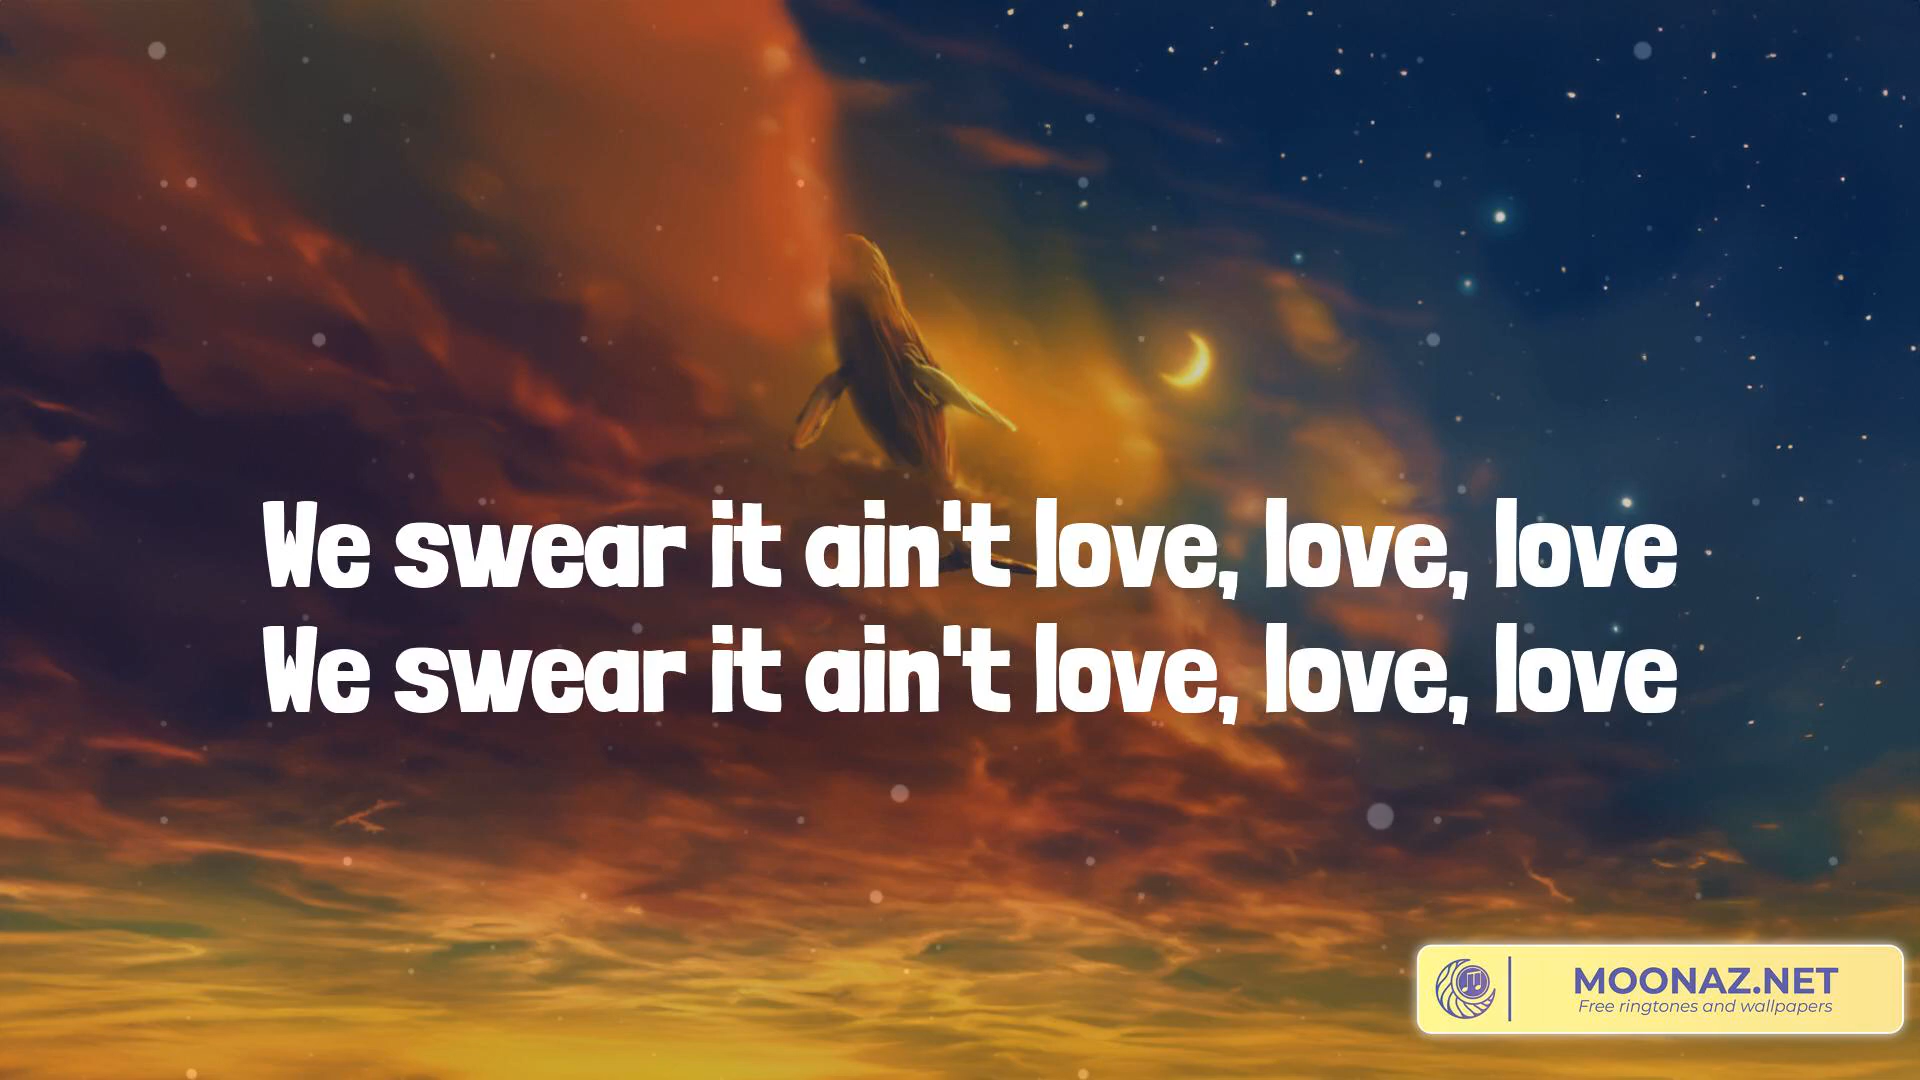 We swear it ain't love, love, love
We swear it ain't love, love, love
MOONAZ.NET
Free ringtones and wallpapers